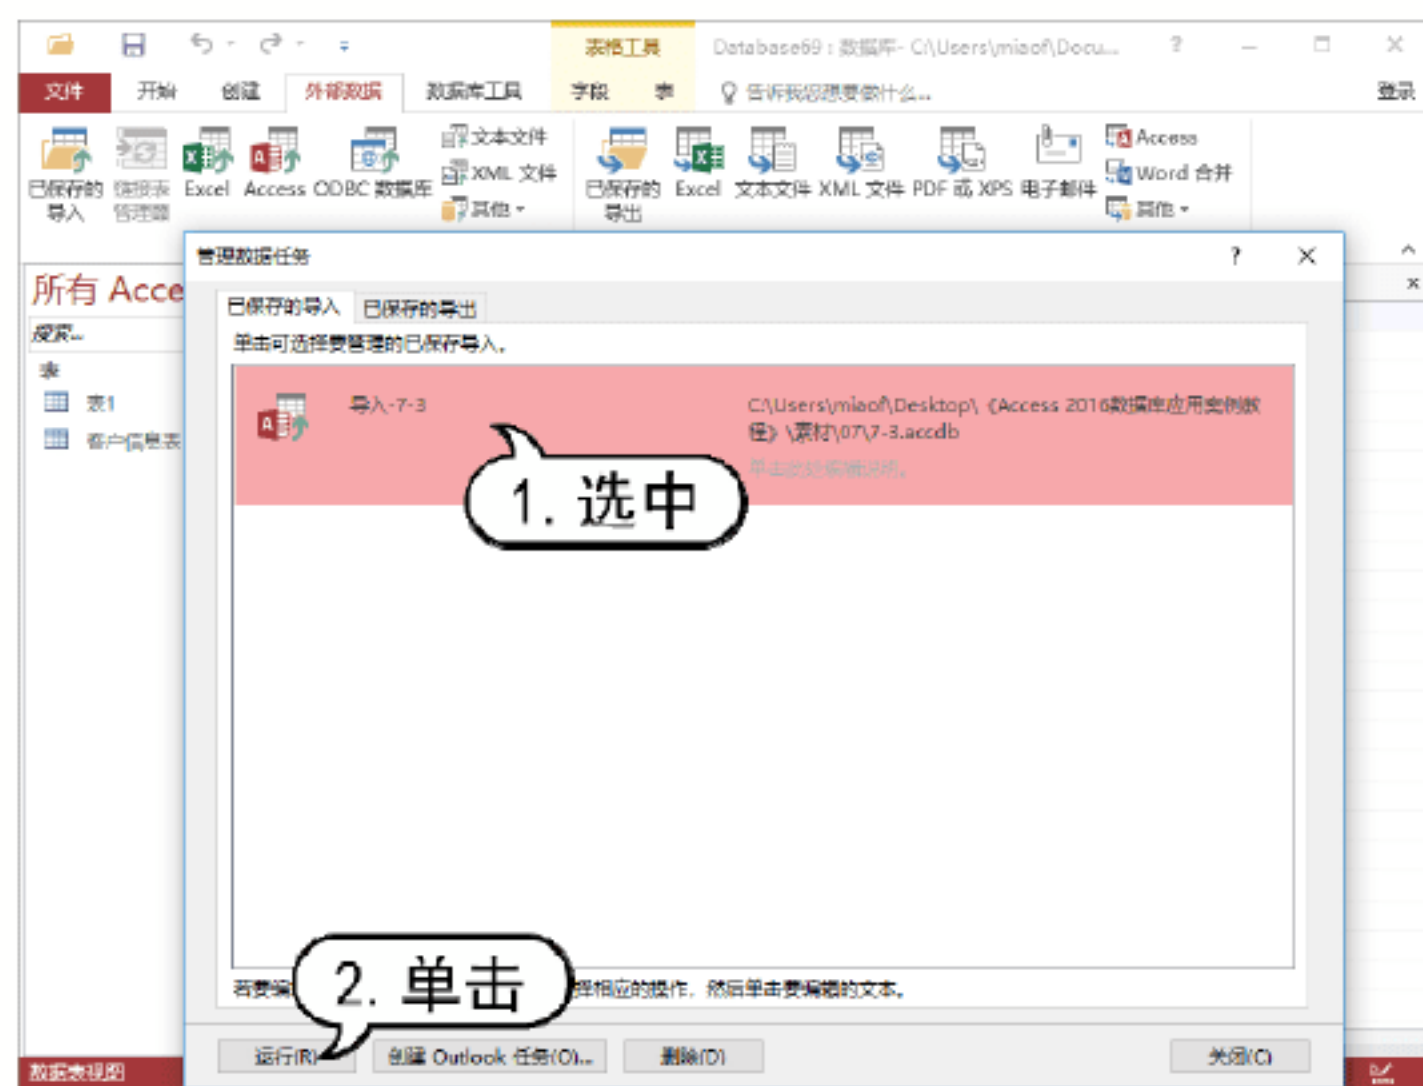 表格工具 Database69 : 数据库- C:\Users\miaof\Docu... ?
文件 开始 创建 外部数据 数据库工具 字段 表 告诉我您想要做什么... 登录
已保存的导入 链接表管理器 Excel Access ODBC 数据库 文本文件 XML 文件 其他
已保存的导出 Excel 文本文件 XML 文件 PDF 或 XPS 电子邮件 Access Word 合并 其他
管理数据任务 ?
所有 Acce
搜索...
表
表1
客户信息表
已保存的导入 已保存的导出
单击可选择要管理的已保存导入。
导入-7-3
C:\Users\miaof\Desktop\《Access 2016数据库应用案例教
程》\素材\07\7-3.accdb
单击此处编辑说明。
1. 选中
2. 单击
若要编 择相应的操作，然后单击要编辑的文本。
运行(R) 创建 Outlook 任务(O)... 删除(D) 关闭(C)
数据表视图